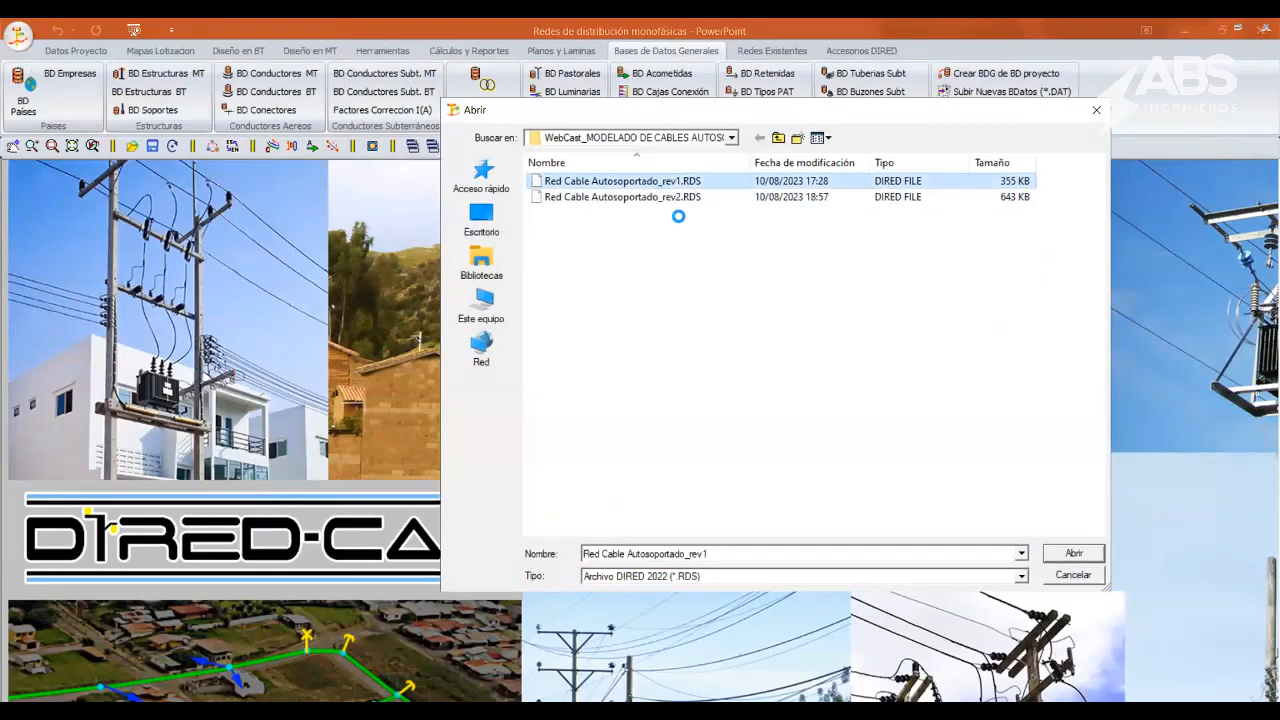 Redes de distribución monofásicas - PowerPoint
Datos Proyecto
Mapas Lotizacion
Diseño en BT
Diseño en MT
Herramientas
Cálculos y Reportes
Planos y Laminas
Bases de Datos Generales
Redes Existentes
Accesorios DIRED
BD Países
BD Empresas
Paises
BD Estructuras MT
BD Estructuras BT
BD Soportes
Estructuras
BD Conductores MT
BD Conductores BT
BD Conectores
Conductores Aereos
BD Conductores Subt. MT
BD Conductores Subt. BT
Factores Correccion I(A)
Conductores Subterráneos
BD Pastorales
BD Luminarias
BD Acometidas
BD Cajas Conexión
BD Retenidas
BD Tipos PAT
BD Tuberias Subt
BD Buzones Subt
Crear BDG de BD proyecto
Subir Nuevas BDatos (*.DAT)
ABS
INGENIEROS
Abrir
Buscar en:
WebCast_MODELADO DE CABLES AUTOSO
Nombre
Fecha de modificación
Tipo
Tamaño
Red Cable Autosoportado_rev1.RDS
10/08/2023 17:28
DIRED FILE
355 KB
Red Cable Autosoportado_rev2.RDS
10/08/2023 18:57
DIRED FILE
643 KB
Acceso rápido
Escritorio
Bibliotecas
Este equipo
Red
Nombre:
Red Cable Autosoportado_rev1
Abrir
Tipo:
Archivo DIRED 2022 (*.RDS)
Cancelar
DIRED-CA